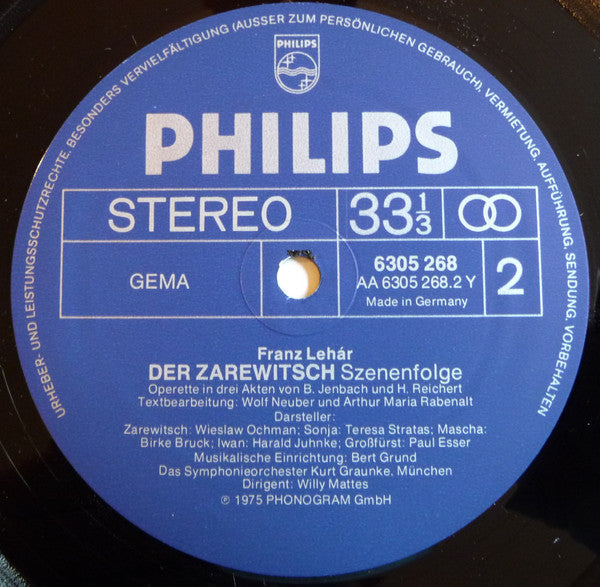 URHEBER- UND LEISTUNGSSCHUTZRECHTE, BESONDERS VERVIELFÄLTIGUNG (AUSSER ZUM PERSÖNLICHEN GEBRAUCH), VERMIETUNG, AUFFÜHRUNG, SENDUNG, VORBEHALTEN
PHILIPS
PHILIPS
STEREO
33 1/3
GEMA
6305 268
AA 6305 268.2 Y
Made in Germany
2
Franz Lehár
DER ZAREWITSCH Szenenfolge
Operette in drei Akten von B. Jenbach und H. Reichert
Textbearbeitung: Wolf Neuber and Arthur Maria Rabenalt
Darsteller:
Zarewitsch: Wieslaw Ochman; Sonja: Teresa Stratas; Mascha:
Birke Bruck; Iwan: Harald Juhnke; Großfürst: Paul Esser
Musikalische Einrichtung: Bert Grund
Das Symphonieorchester Kurt Graunke, München
Dirigent: Willy Mattes
℗ 1975 PHONOGRAM GmbH